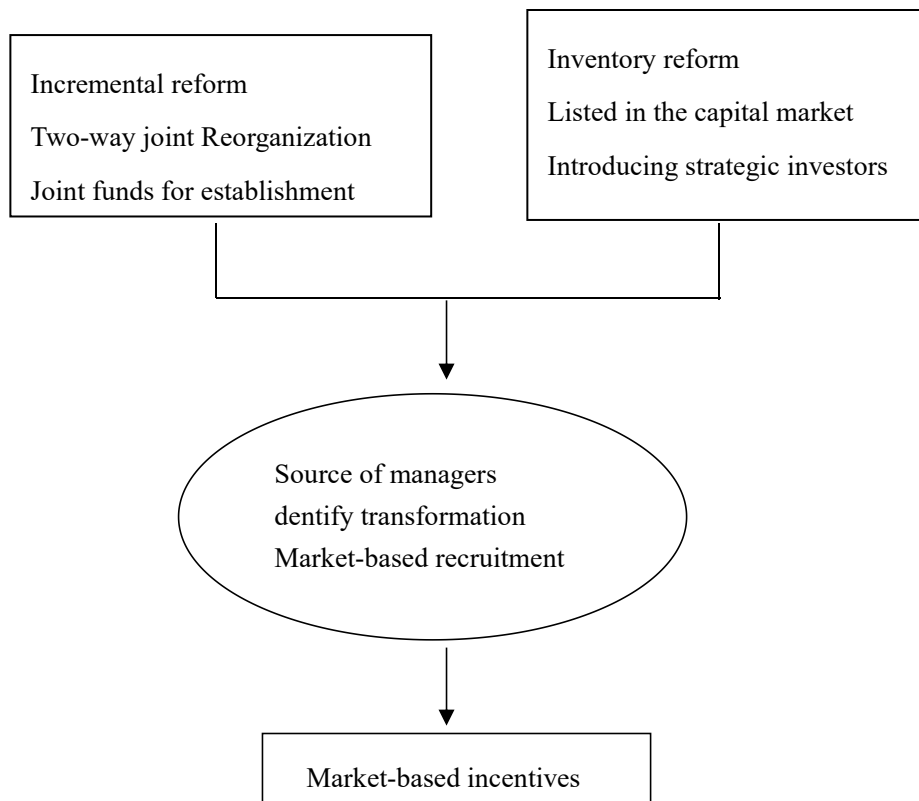 Incremental reform
Two-way joint Reorganization
Joint funds for establishment
Inventory reform
Listed in the capital market
Introducing strategic investors
Source of managers
dentify transformation
Market-based recruitment
Market-based incentives